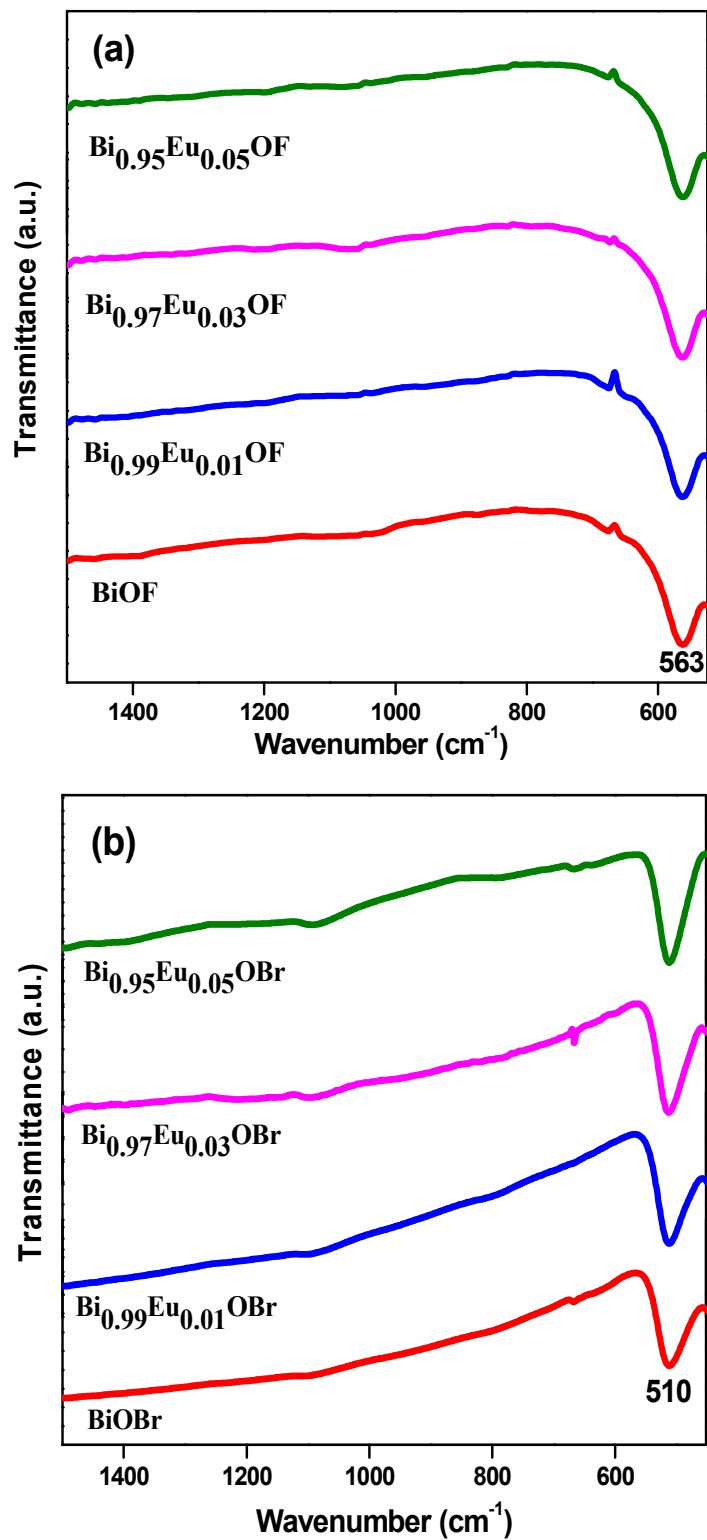 (a)
Transmittance (a.u.)
Bi0.95Eu0.05OF
Bi0.97Eu0.03OF
Bi0.99Eu0.01OF
BiOF
563
1400 1200 1000 800 600
Wavenumber (cm-1)
(b)
Transmittance (a.u.)
Bi0.95Eu0.05OBr
Bi0.97Eu0.03OBr
Bi0.99Eu0.01OBr
BiOBr
510
1400 1200 1000 800 600
Wavenumber (cm-1)